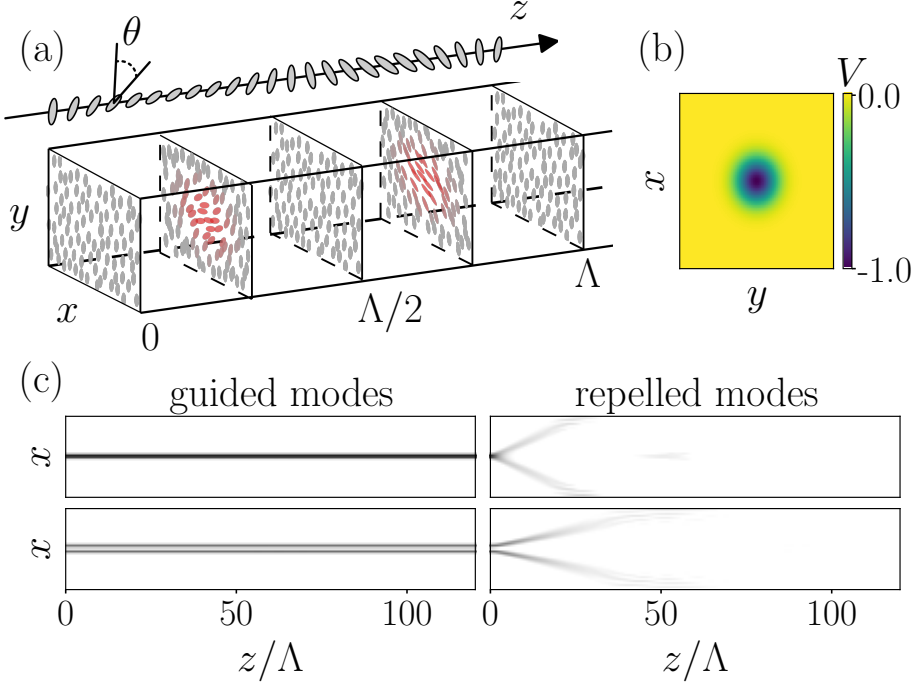 (a)
θ
z
y
x
0
Λ/2
Λ
(b)
V
0.0
-1.0
x
y
(c)
guided modes
repelled modes
x
x
0
50
100
0
50
100
z/Λ
z/Λ